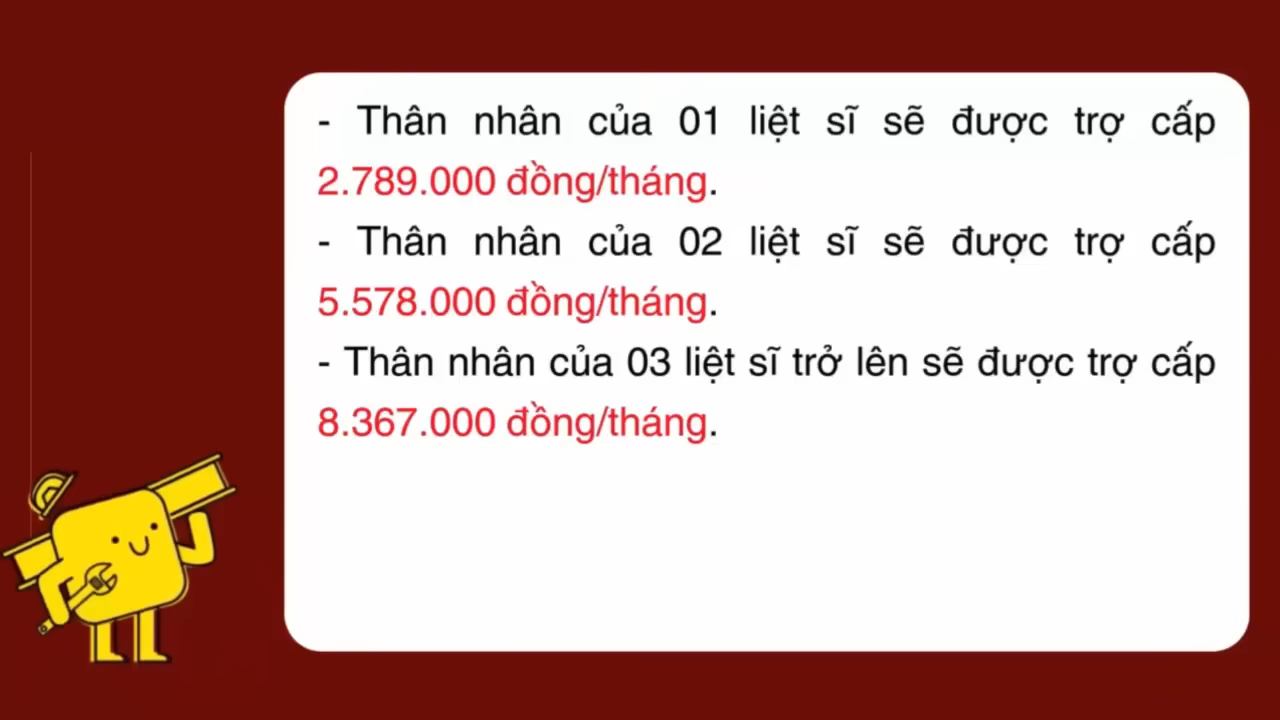 - Thân nhân của 01 liệt sĩ sẽ được trợ cấp
2.789.000 đồng/tháng.
- Thân nhân của 02 liệt sĩ sẽ được trợ cấp
5.578.000 đồng/tháng.
- Thân nhân của 03 liệt sĩ trở lên sẽ được trợ cấp
8.367.000 đồng/tháng.